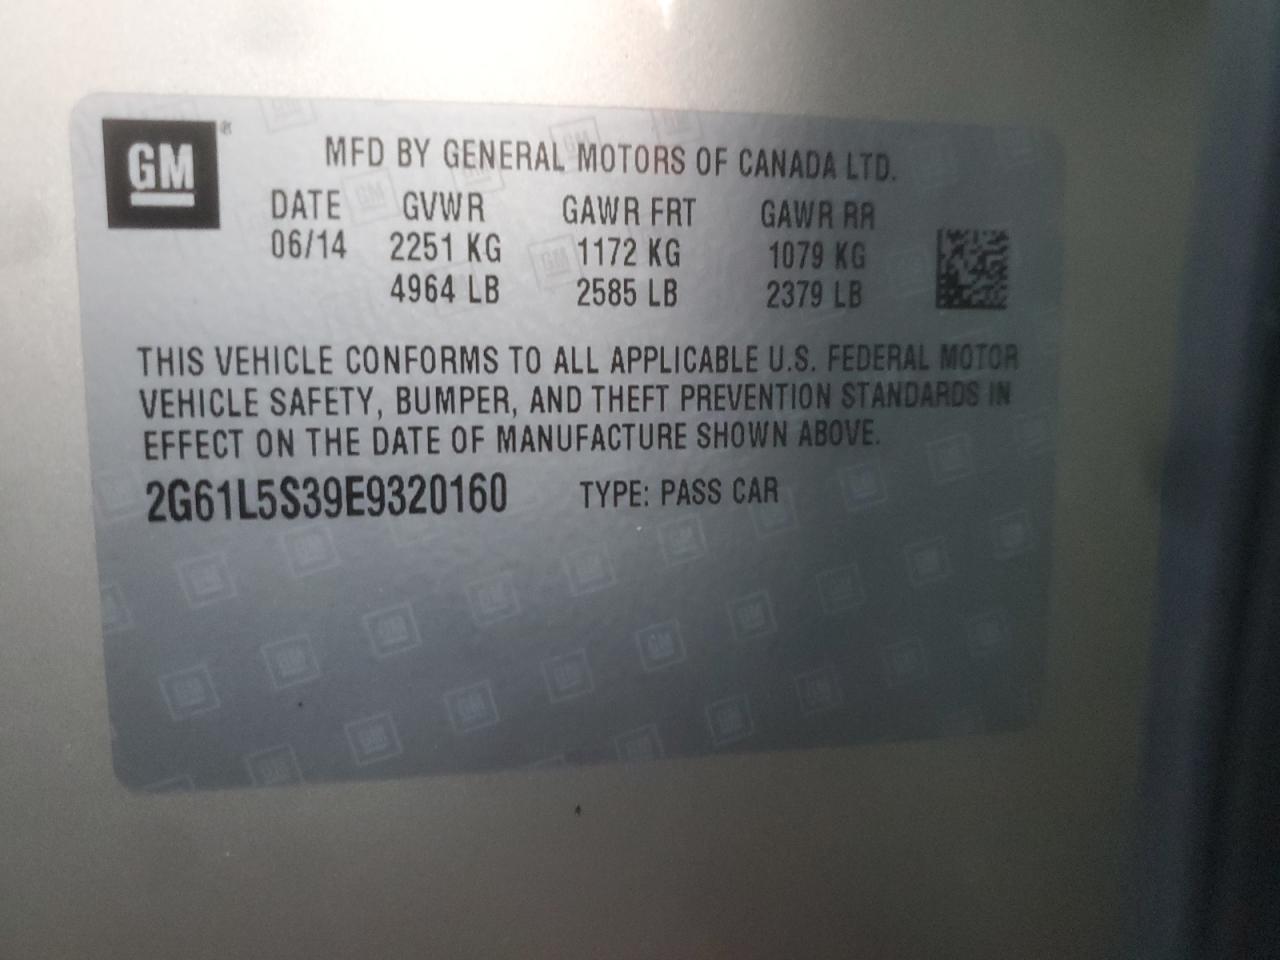 GM
MFD BY GENERAL MOTORS OF CANADA LTD.
DATE GVWR GAWR FRT GAWR RR
06/14 2251 KG 1172 KG 1079 KG
4964 LB 2585 LB 2379 LB
THIS VEHICLE CONFORMS TO ALL APPLICABLE U.S. FEDERAL MOTOR
VEHICLE SAFETY, BUMPER, AND THEFT PREVENTION STANDARDS IN
EFFECT ON THE DATE OF MANUFACTURE SHOWN ABOVE.
2G61L5S39E9320160 TYPE: PASS CAR